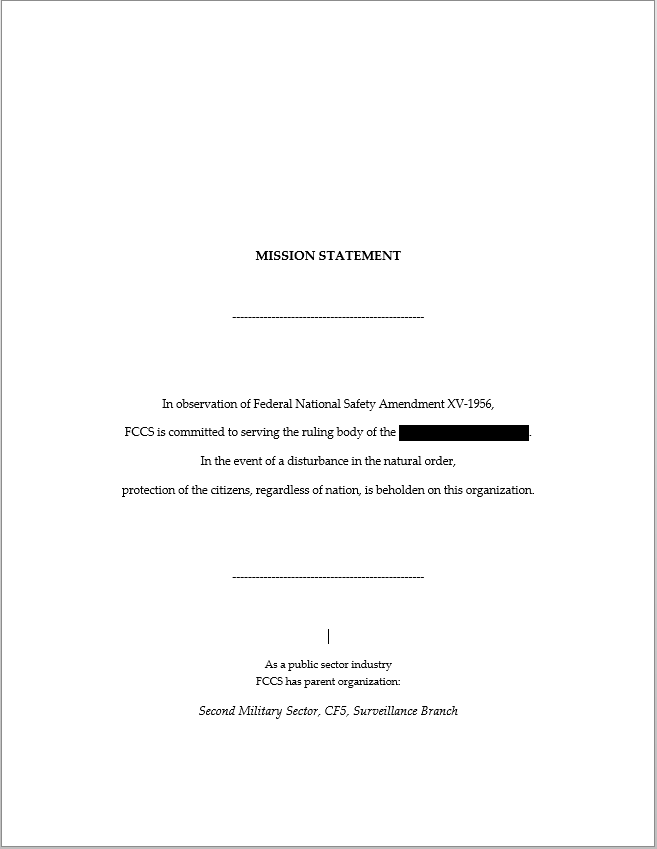 MISSION STATEMENT
------------------------------------------------
In observation of Federal National Safety Amendment XV-1956,
FCCS is committed to serving the ruling body of the .
In the event of a disturbance in the natural order,
protection of the citizens, regardless of nation, is beholden on this organization.
------------------------------------------------
As a public sector industry
FCCS has parent organization:
Second Military Sector, CF5, Surveillance Branch